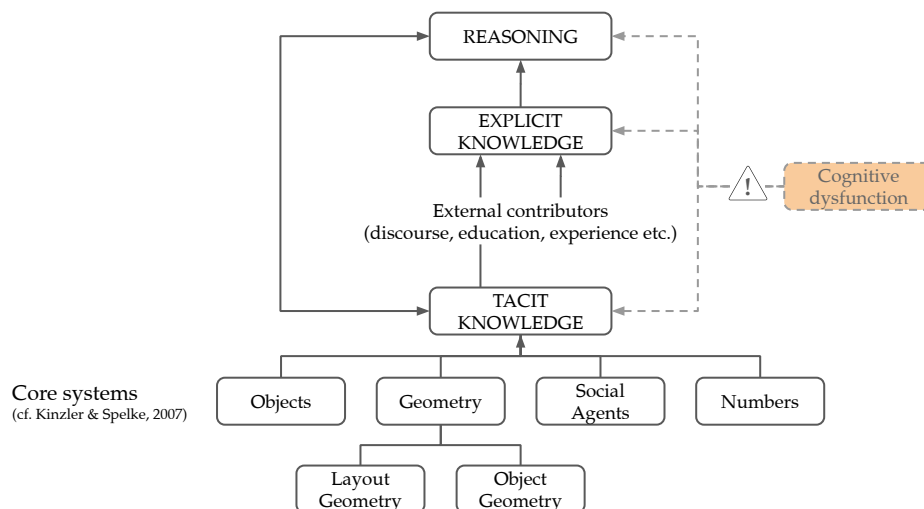 REASONING
EXPLICIT
KNOWLEDGE
!
Cognitive
dysfunction
External contributors
(discourse, education, experience etc.)
TACIT
KNOWLEDGE
Core systems
(cf. Kinzler & Spelke, 2007)
Objects
Geometry
Social
Agents
Numbers
Layout
Geometry
Object
Geometry